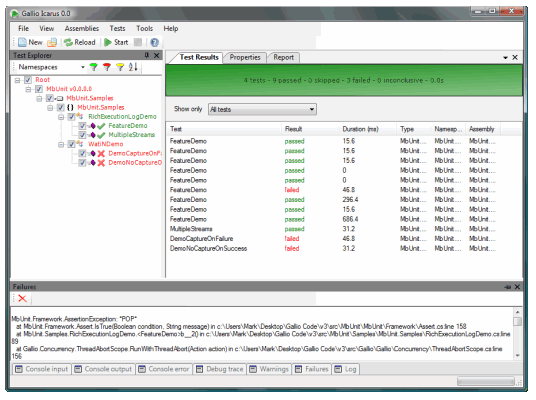 Gallio Icarus 0.0
File View Assemblies Tests Tools Help
New Reload Start
Test Explorer
Test Results Properties Report
Namespaces
Root
MbUnit v0.0.0.0
MbUnit.Samples
MbUnit.Samples
RichExecutionLogDemo
FeatureDemo
MultipleStreams
WatiNDemo
DemoCaptureOnF
DemoNoCaptureO
4 tests - 9 passed - 0 skipped - 3 failed - 0 inconclusive - 0.0s
Show only All tests
Test Result Duration (ms) Type Namesp... Assembly
FeatureDemo passed 15.6 MbUnit.... MbUnit.... MbUnit....
FeatureDemo passed 15.6 MbUnit.... MbUnit.... MbUnit....
FeatureDemo passed 15.6 MbUnit.... MbUnit.... MbUnit....
FeatureDemo passed 0 MbUnit.... MbUnit.... MbUnit....
FeatureDemo passed 0 MbUnit.... MbUnit.... MbUnit....
FeatureDemo failed 46.8 MbUnit.... MbUnit.... MbUnit....
FeatureDemo passed 296.4 MbUnit.... MbUnit.... MbUnit....
FeatureDemo passed 15.6 MbUnit.... MbUnit.... MbUnit....
FeatureDemo passed 686.4 MbUnit.... MbUnit.... MbUnit....
MultipleStreams passed 31.2 MbUnit.... MbUnit.... MbUnit....
DemoCaptureOnFailure failed 46.8 MbUnit.... MbUnit.... MbUnit....
DemoNoCaptureOnSuccess failed 31.2 MbUnit.... MbUnit.... MbUnit....
Failures
MbUnit.Framework.AssertionException: "POP"
at MbUnit.Framework.Assert.IsTrue(Boolean condition, String message) in c:\Users\Mark\Desktop\Gallio Code\v3\src\MbUnit\MbUnit\Framework\Assert.cs:line 158
at MbUnit.Samples.RichExecutionLogDemo.<FeatureDemo>b__2() in c:\Users\Mark\Desktop\Gallio Code\v3\src\MbUnit\MbUnit.Samples\RichExecutionLogDemo.cs:line
89
at Gallio.Concurrency.ThreadAbortScope.RunWithThreadAbort(Action action) in c:\Users\Mark\Desktop\Gallio Code\v3\src\Gallio\Gallio\Concurrency\ThreadAbortScope.cs:line
156
Console input Console output Console error Debug trace Warnings Failures Log